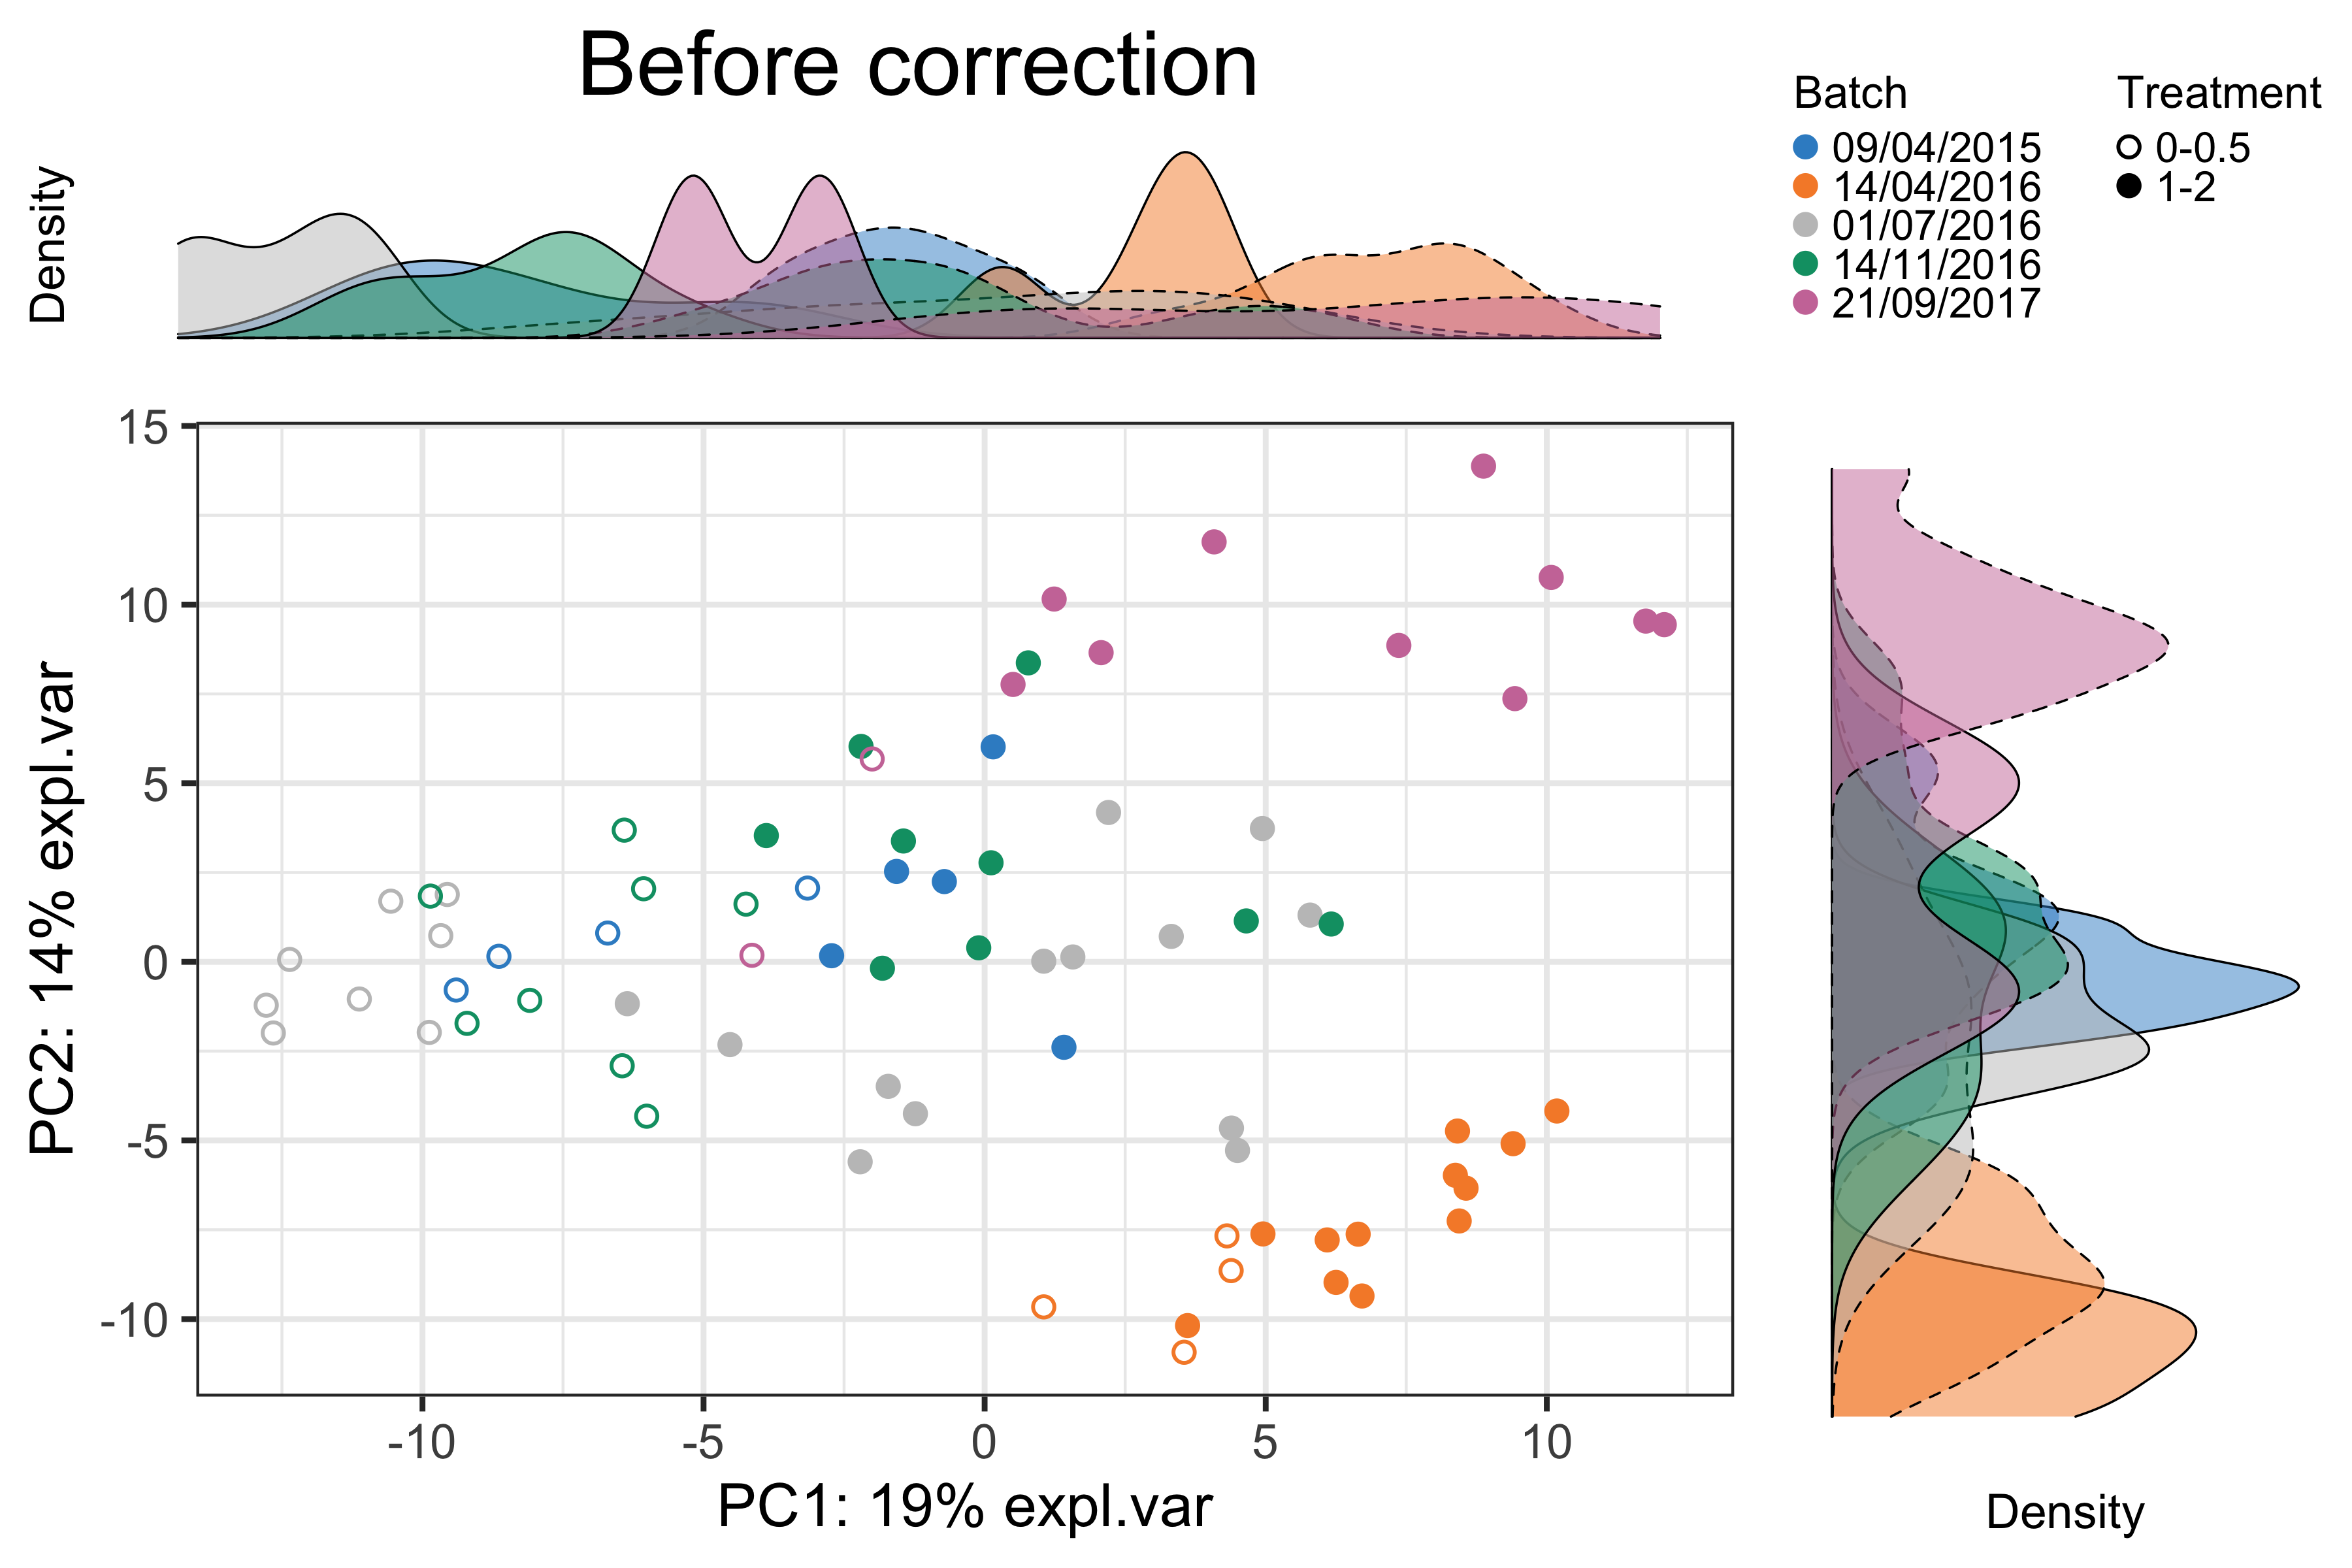 Before correction
Batch
09/04/2015
14/04/2016
01/07/2016
14/11/2016
21/09/2017
Treatment
0-0.5
1-2
Density
15
10
5
0
-5
-10
PC2: 14% expl.var
-10
-5
0
5
10
PC1: 19% expl.var
Density